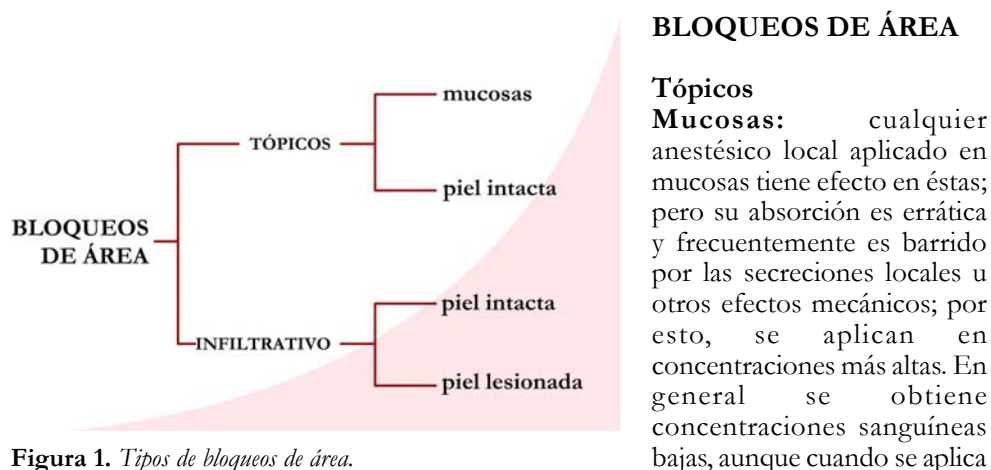 mucosas
TÓPICOS
piel intacta
BLOQUEOS
DE ÁREA
piel intacta
INFILTRATIVO
piel lesionada
Figura 1. Tipos de bloqueos de área.
BLOQUEOS DE ÁREA
Tópicos
Mucosas: cualquier
anestésico local aplicado en
mucosas tiene efecto en éstas;
pero su absorción es errática
y frecuentemente es barrido
por las secreciones locales u
otros efectos mecánicos; por
esto, se aplican en
concentraciones más altas. En
general se obtiene
concentraciones sanguíneas
bajas, aunque cuando se aplica